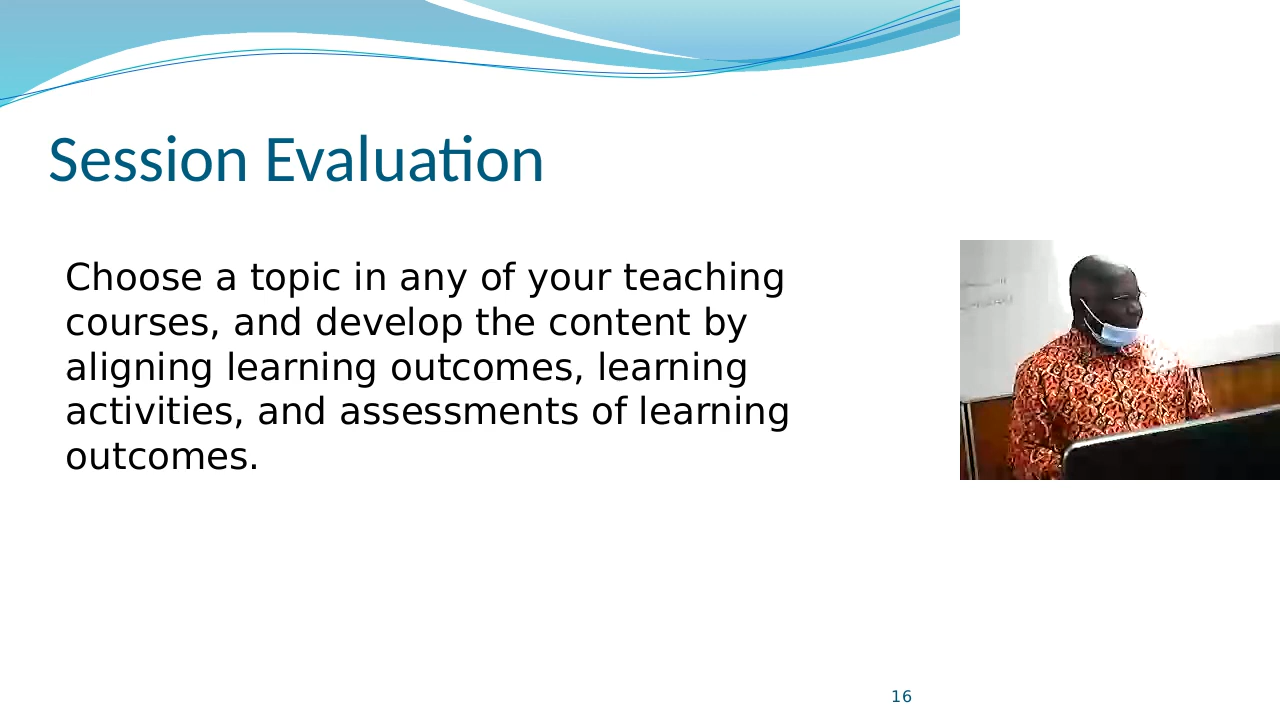 Session Evaluation
Choose a topic in any of your teaching
courses, and develop the content by
aligning learning outcomes, learning
activities, and assessments of learning
outcomes.
16